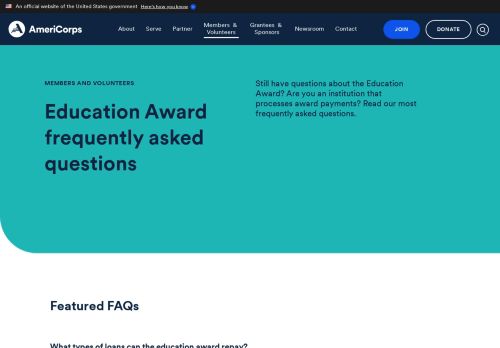 An official website of the United States government Here's how you know
AmeriCorps
About
Serve
Partner
Members & Volunteers
Grantees & Sponsors
Newsroom
Contact
JOIN
DONATE
MEMBERS AND VOLUNTEERS
Education Award
frequently asked
questions
Still have questions about the Education
Award? Are you an institution that
processes award payments? Read our most
frequently asked questions.
Featured FAQs
What types of loans can the education award repay?